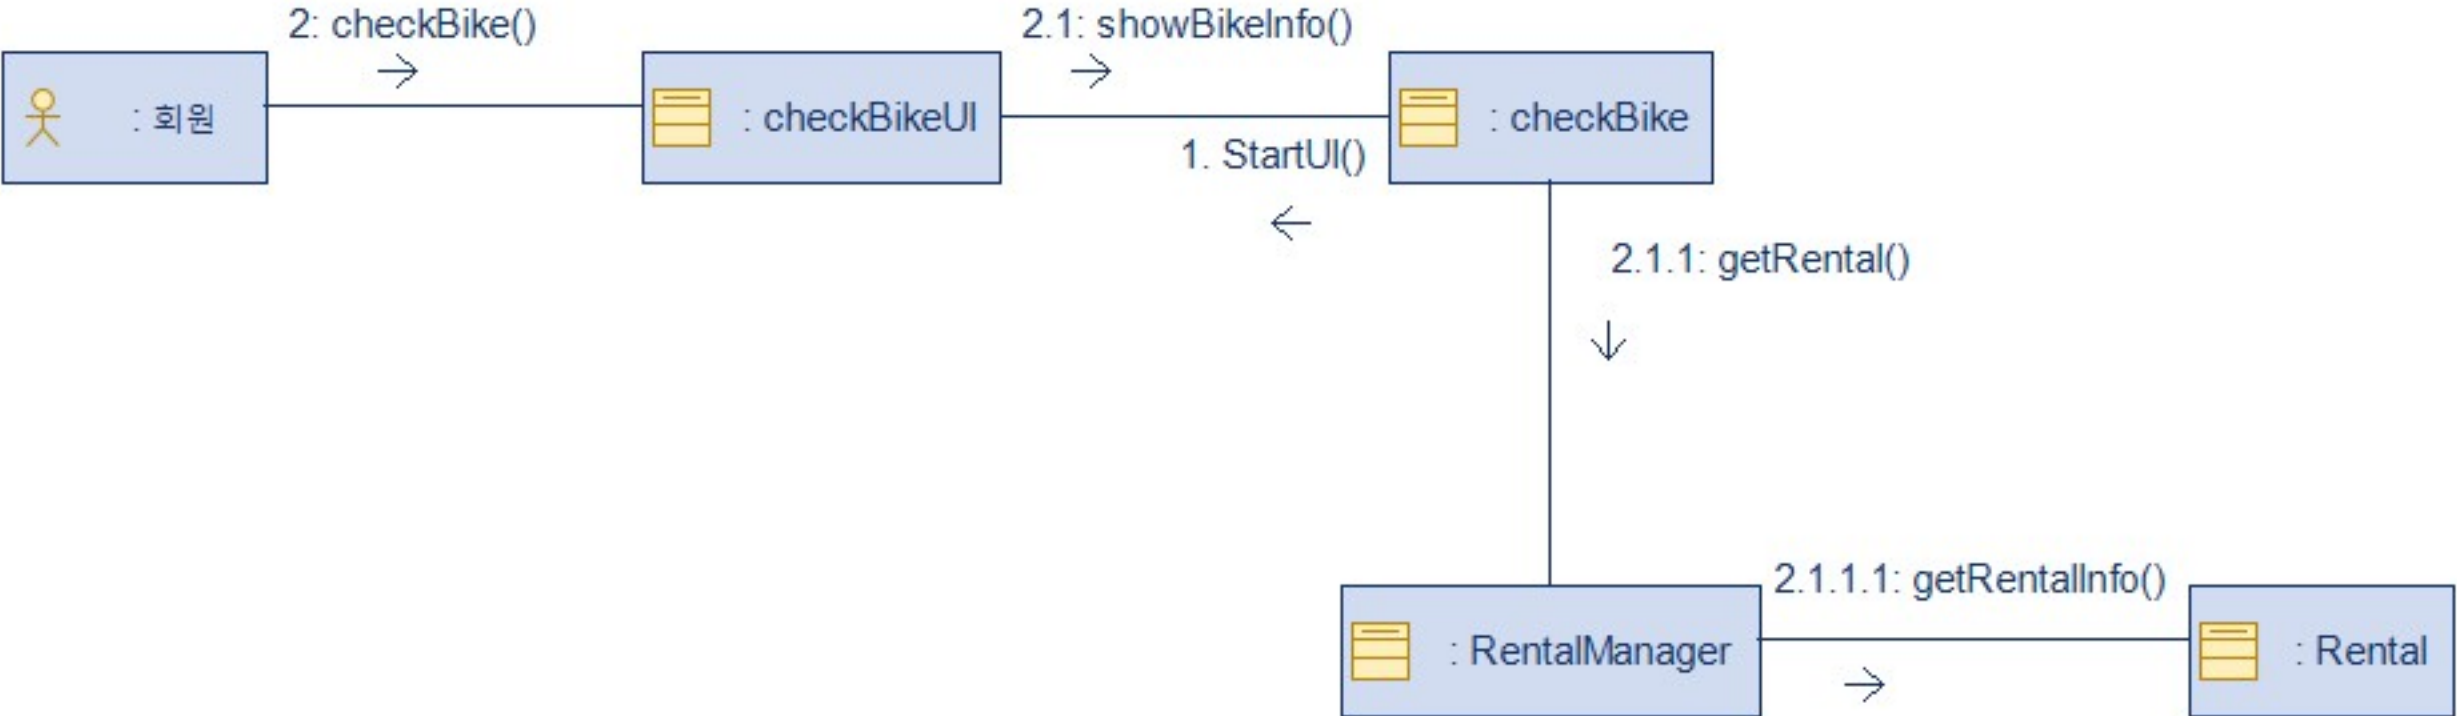 2: checkBike()
2.1: showBikeInfo()
: 회원
: checkBikeUI
: checkBike
1. StartUI()
2.1.1: getRental()
2.1.1.1: getRentalInfo()
: RentalManager
: Rental